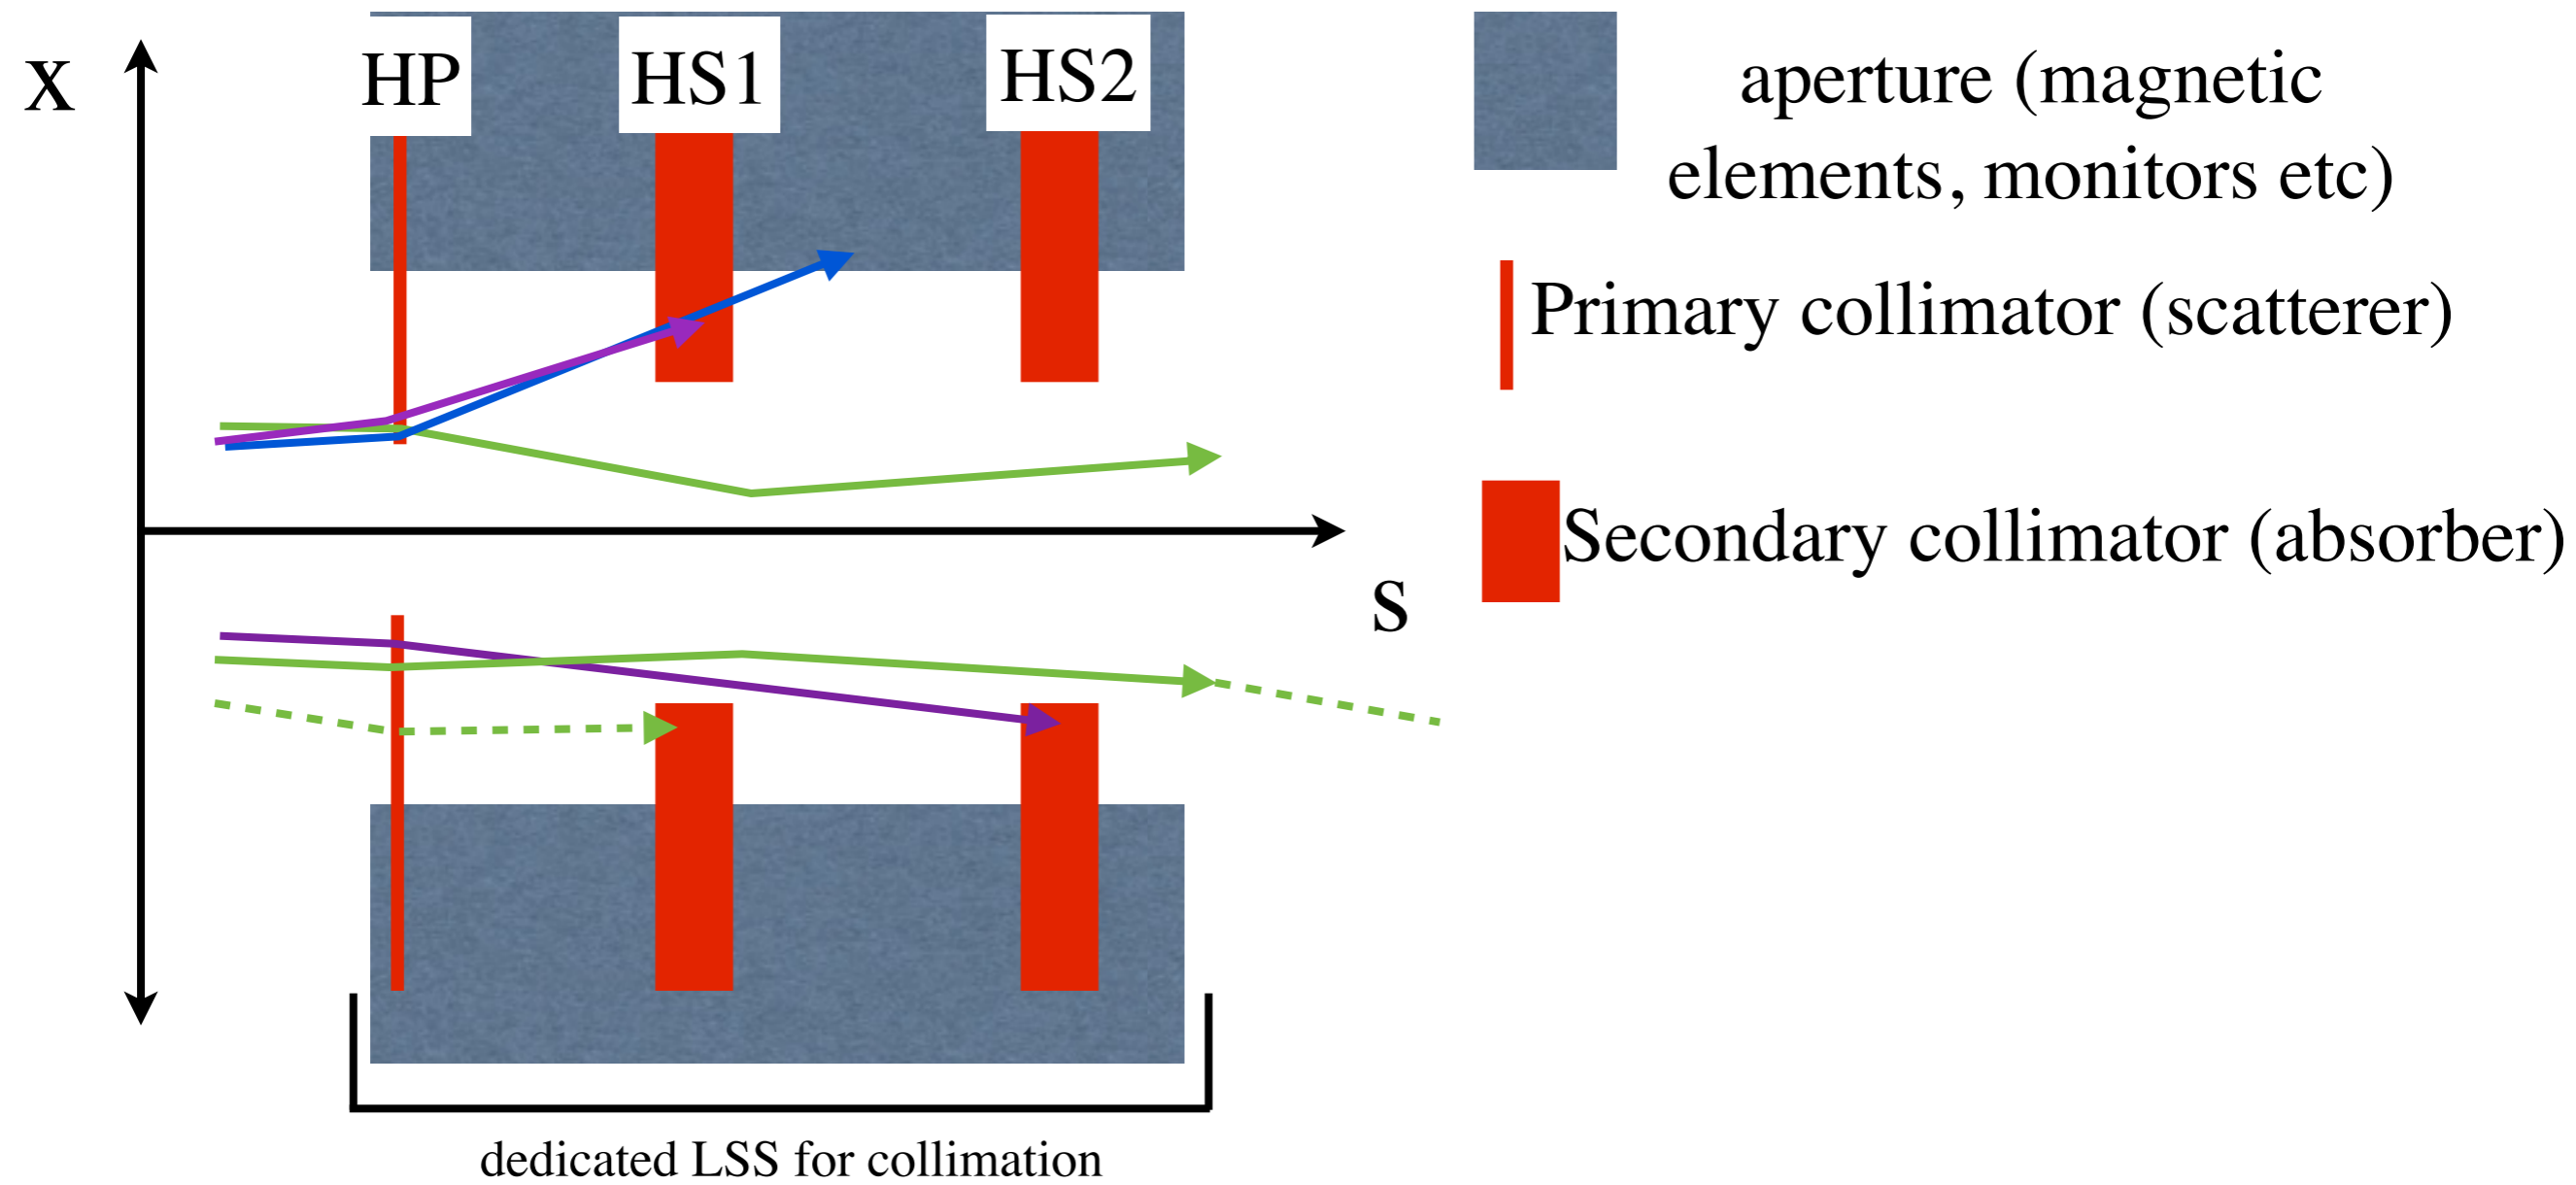 x
HP
HS1
HS2
aperture (magnetic
elements, monitors etc)
Primary collimator (scatterer)
Secondary collimator (absorber)
s
dedicated LSS for collimation